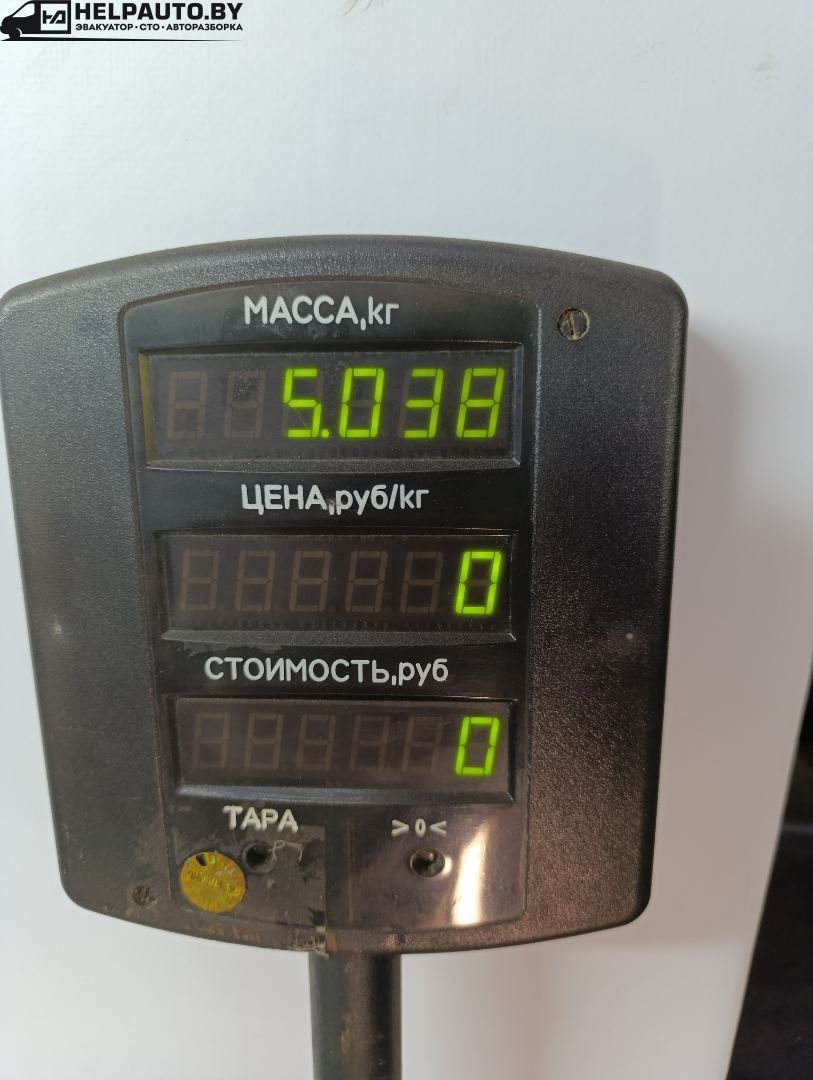 HELPAUTO.BY
ЭВАКУАТОР·СТО·АВТОРАЗБОРКА
МАССА,кг
5.038
ЦЕНА,руб/кг
0
СТОИМОСТЬ,руб
0
ТАРА >0<